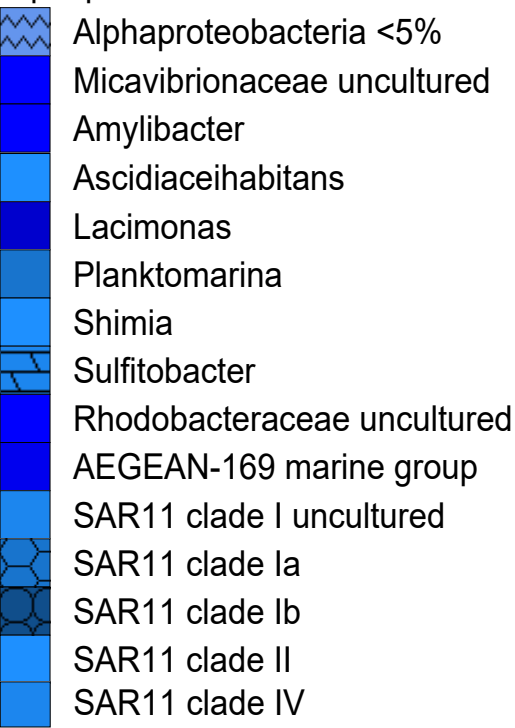 Alphaproteobacteria <5%
Micavibrionaceae uncultured
Amylibacter
Ascidiaceihabitans
Lacimonas
Planktomarina
Shimia
Sulfitobacter
Rhodobacteraceae uncultured
AEGEAN-169 marine group
SAR11 clade I uncultured
SAR11 clade Ia
SAR11 clade Ib
SAR11 clade II
SAR11 clade IV